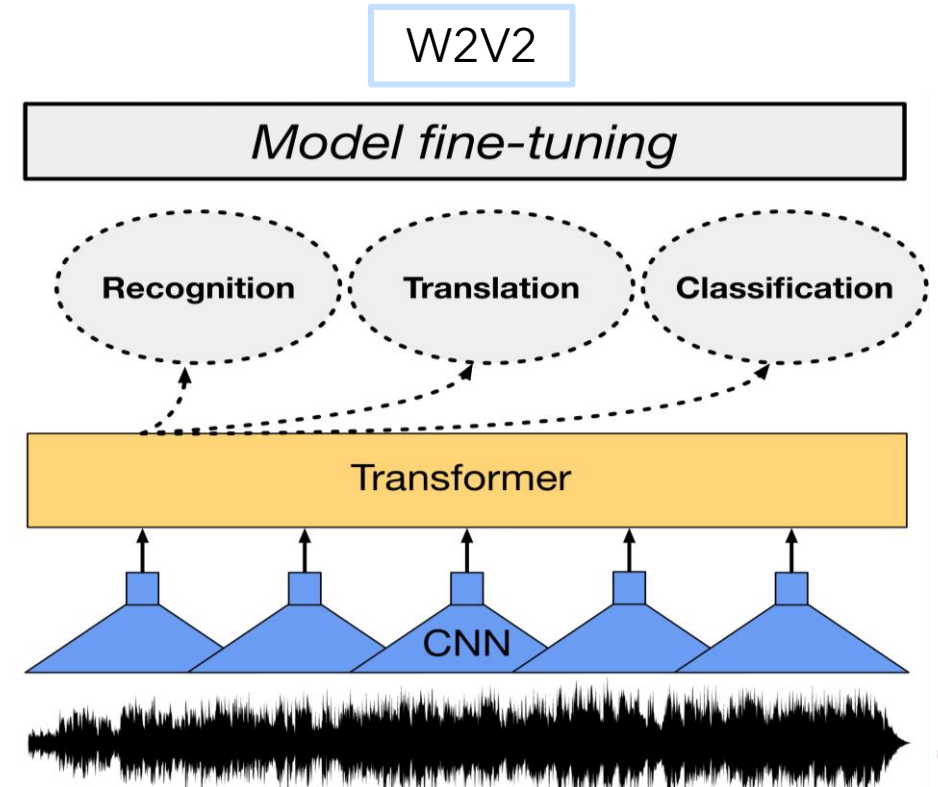 W2V2
Model fine-tuning
Recognition Translation Classification
Transformer
CNN